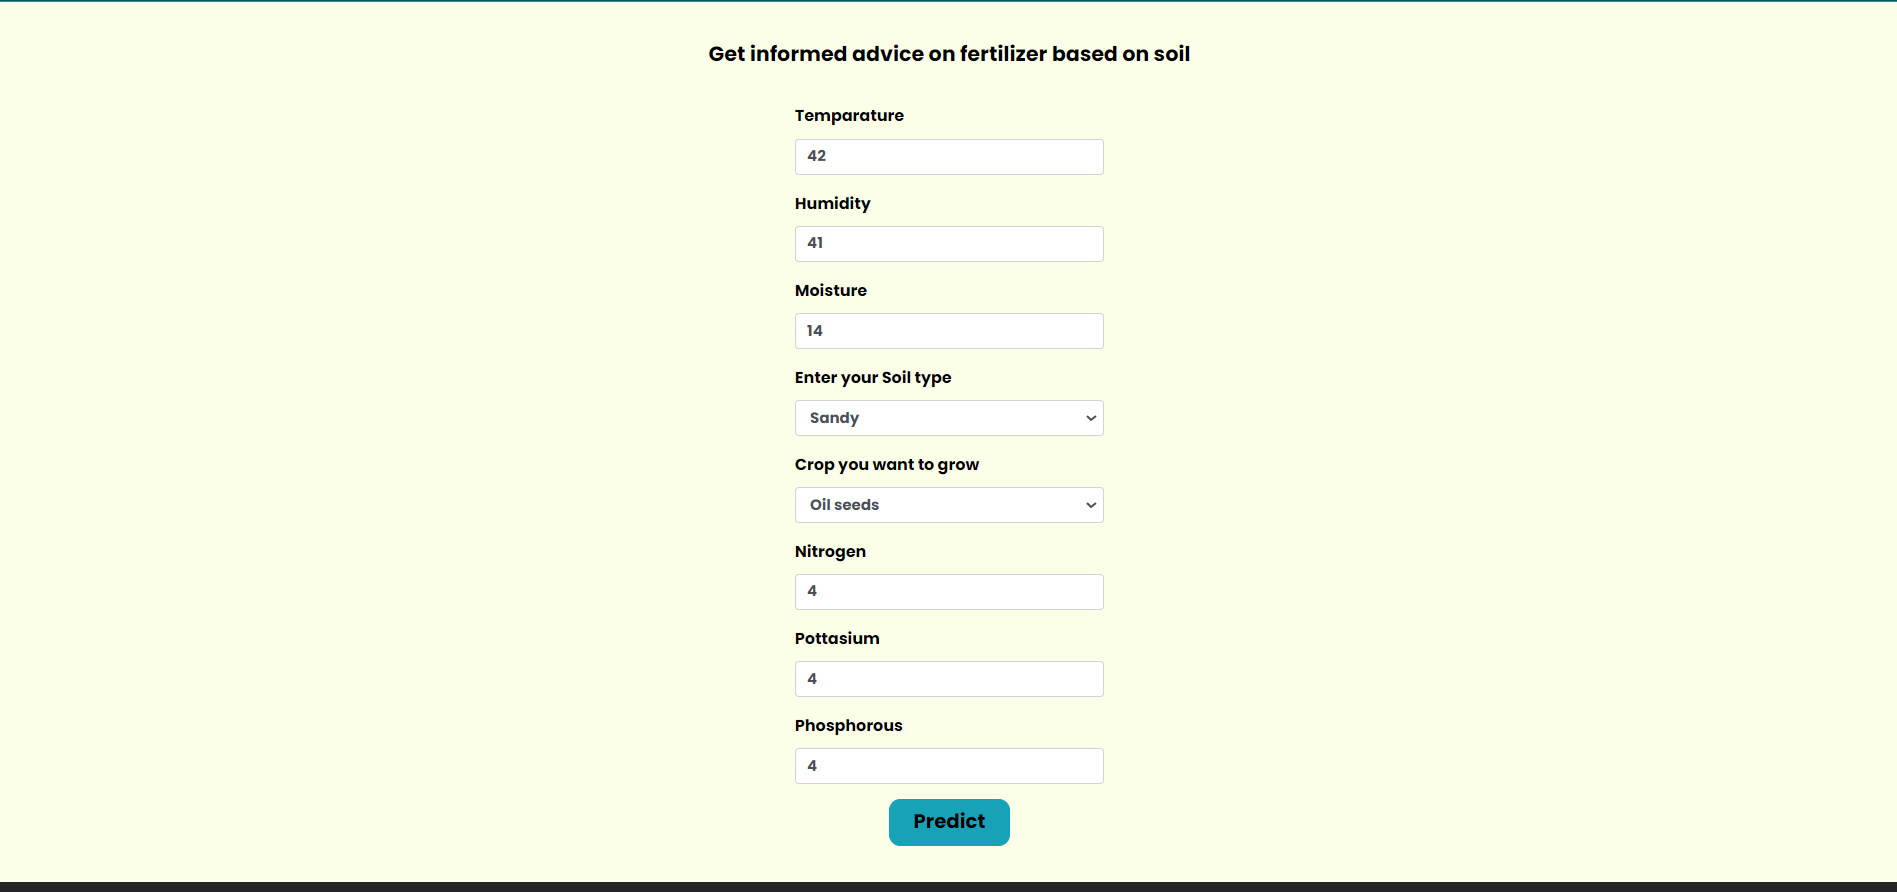 Get informed advice on fertilizer based on soil
Temparature
42
Humidity
41
Moisture
14
Enter your Soil type
Sandy
Crop you want to grow
Oil seeds
Nitrogen
4
Pottasium
4
Phosphorous
4
Predict